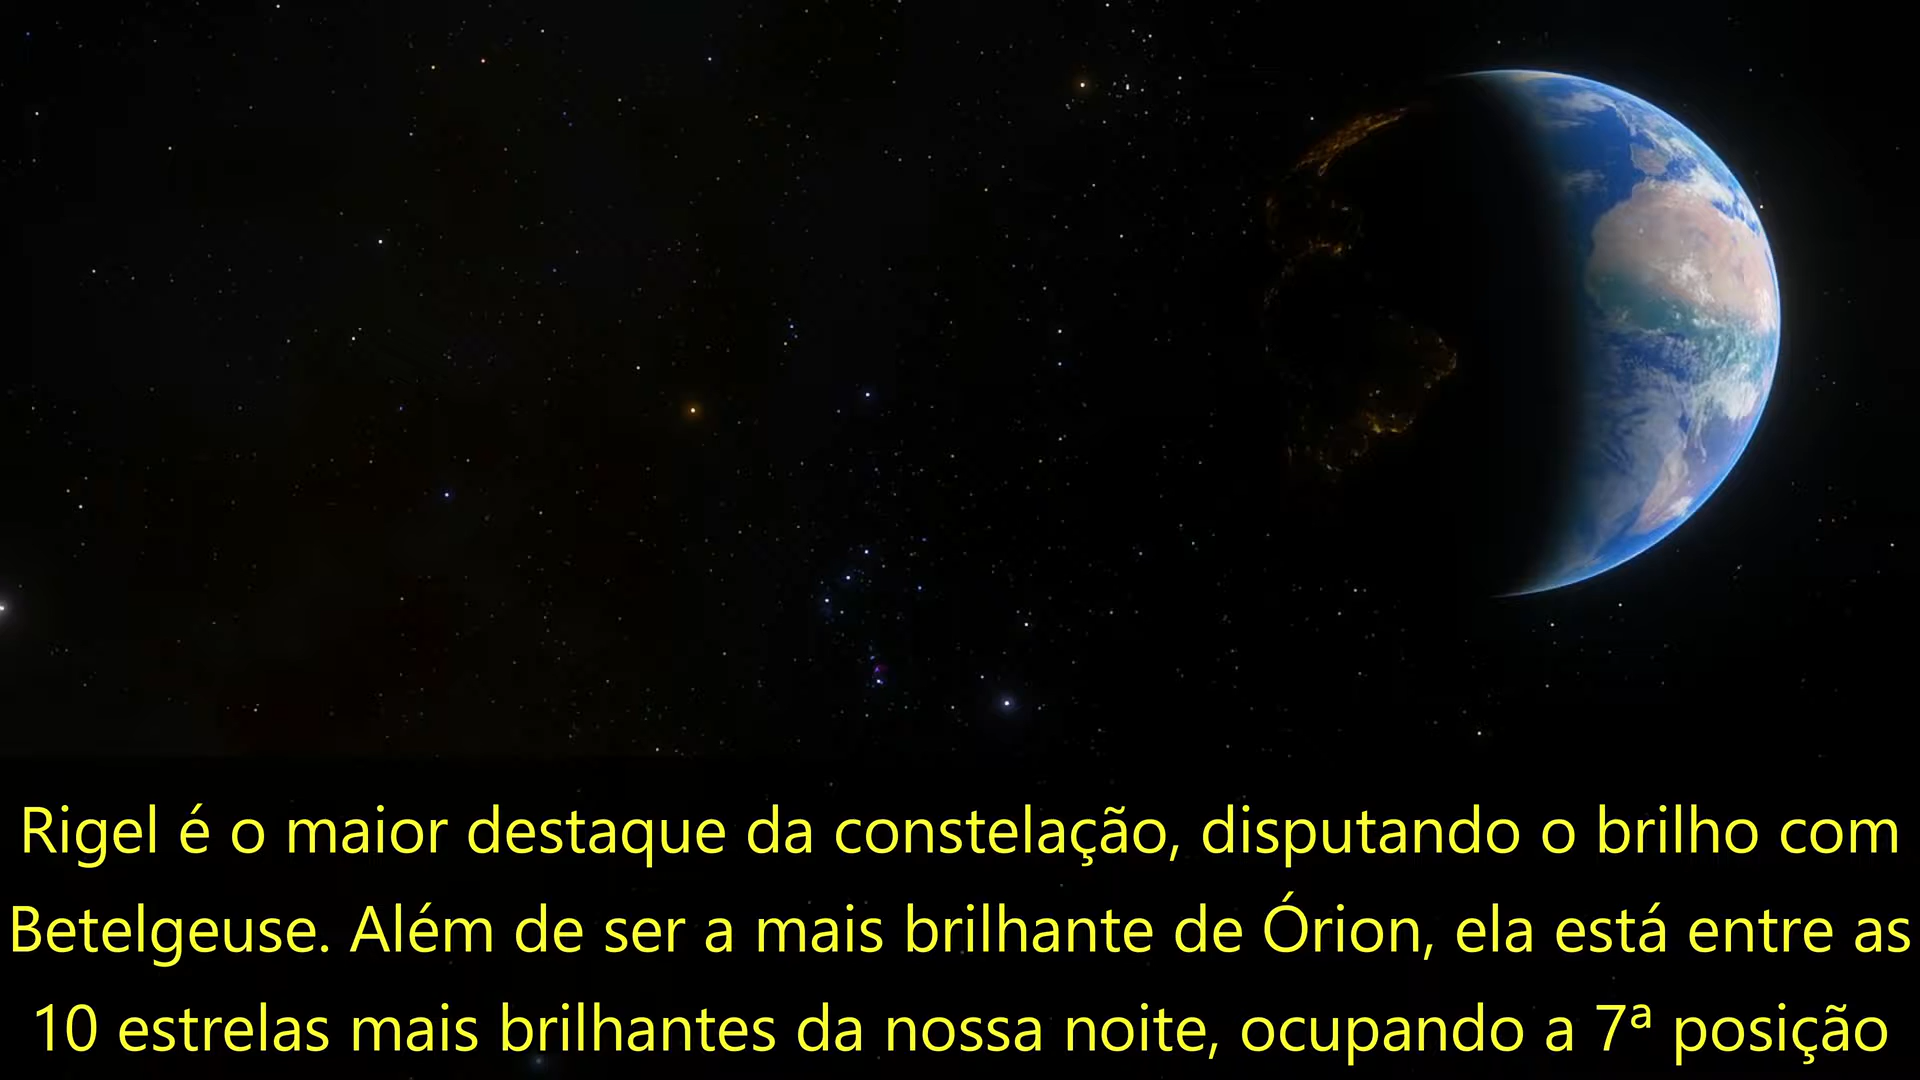 Rigel é o maior destaque da constelação, disputando o brilho com
Betelgeuse. Além de ser a mais brilhante de Órion, ela está entre as
10 estrelas mais brilhantes da nossa noite, ocupando a 7ª posição